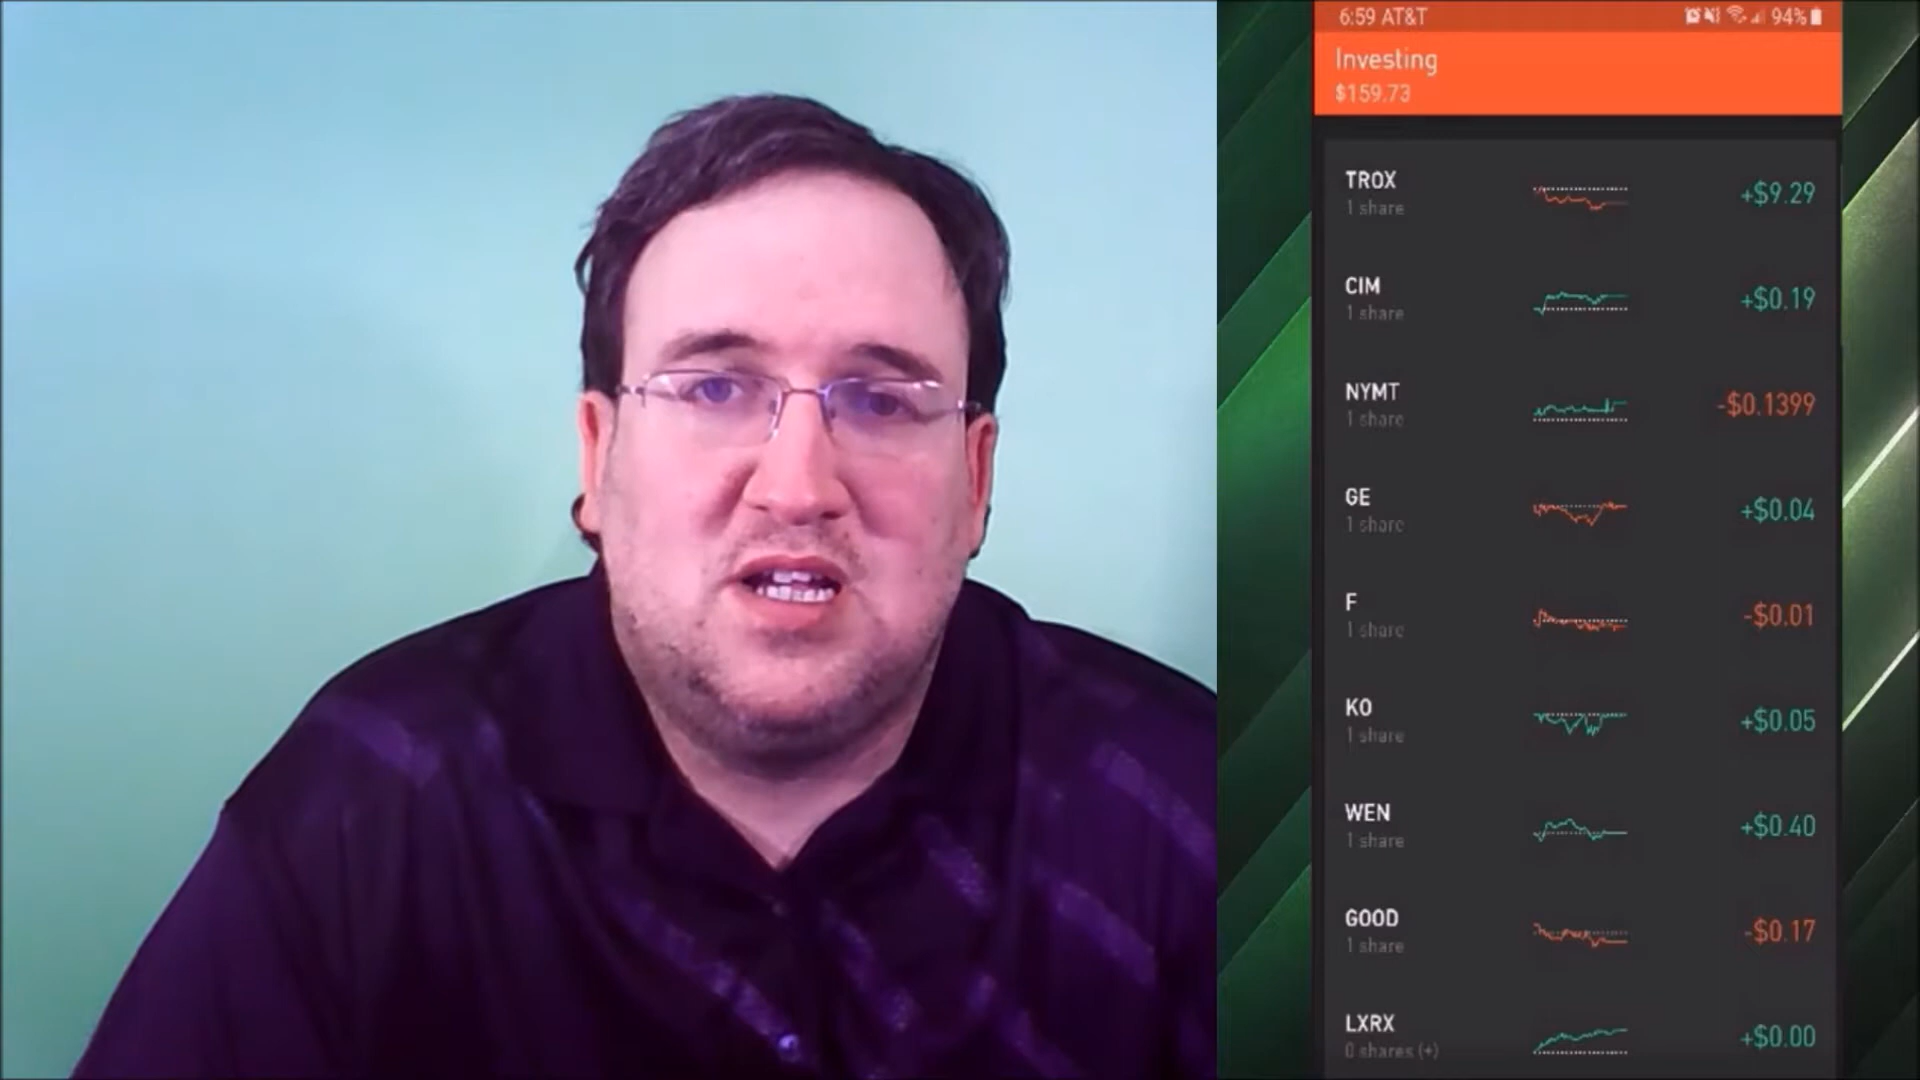 6:59 AT&T 94%
Investing
$159.73
TROX
1 share
+$9.29
CIM
1 share
+$0.19
NYMT
1 share
-$0.1399
GE
1 share
+$0.04
F
1 share
-$0.01
KO
1 share
+$0.05
WEN
1 share
+$0.40
GOOD
1 share
-$0.17
LXRX
0 shares (+)
+$0.00